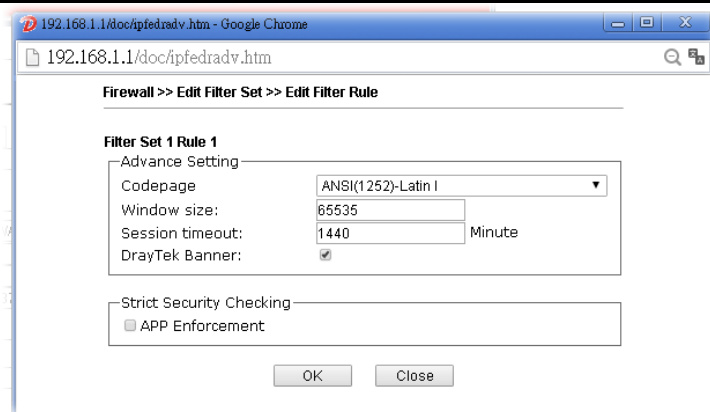 192.168.1.1/doc/ipfedradv.htm - Google Chrome
192.168.1.1/doc/ipfedradv.htm
Firewall >> Edit Filter Set >> Edit Filter Rule
Filter Set 1 Rule 1
Advance Setting
Codepage ANSI(1252)-Latin I
Window size: 65535
Session timeout: 1440 Minute
DrayTek Banner:
Strict Security Checking
APP Enforcement
OK Close